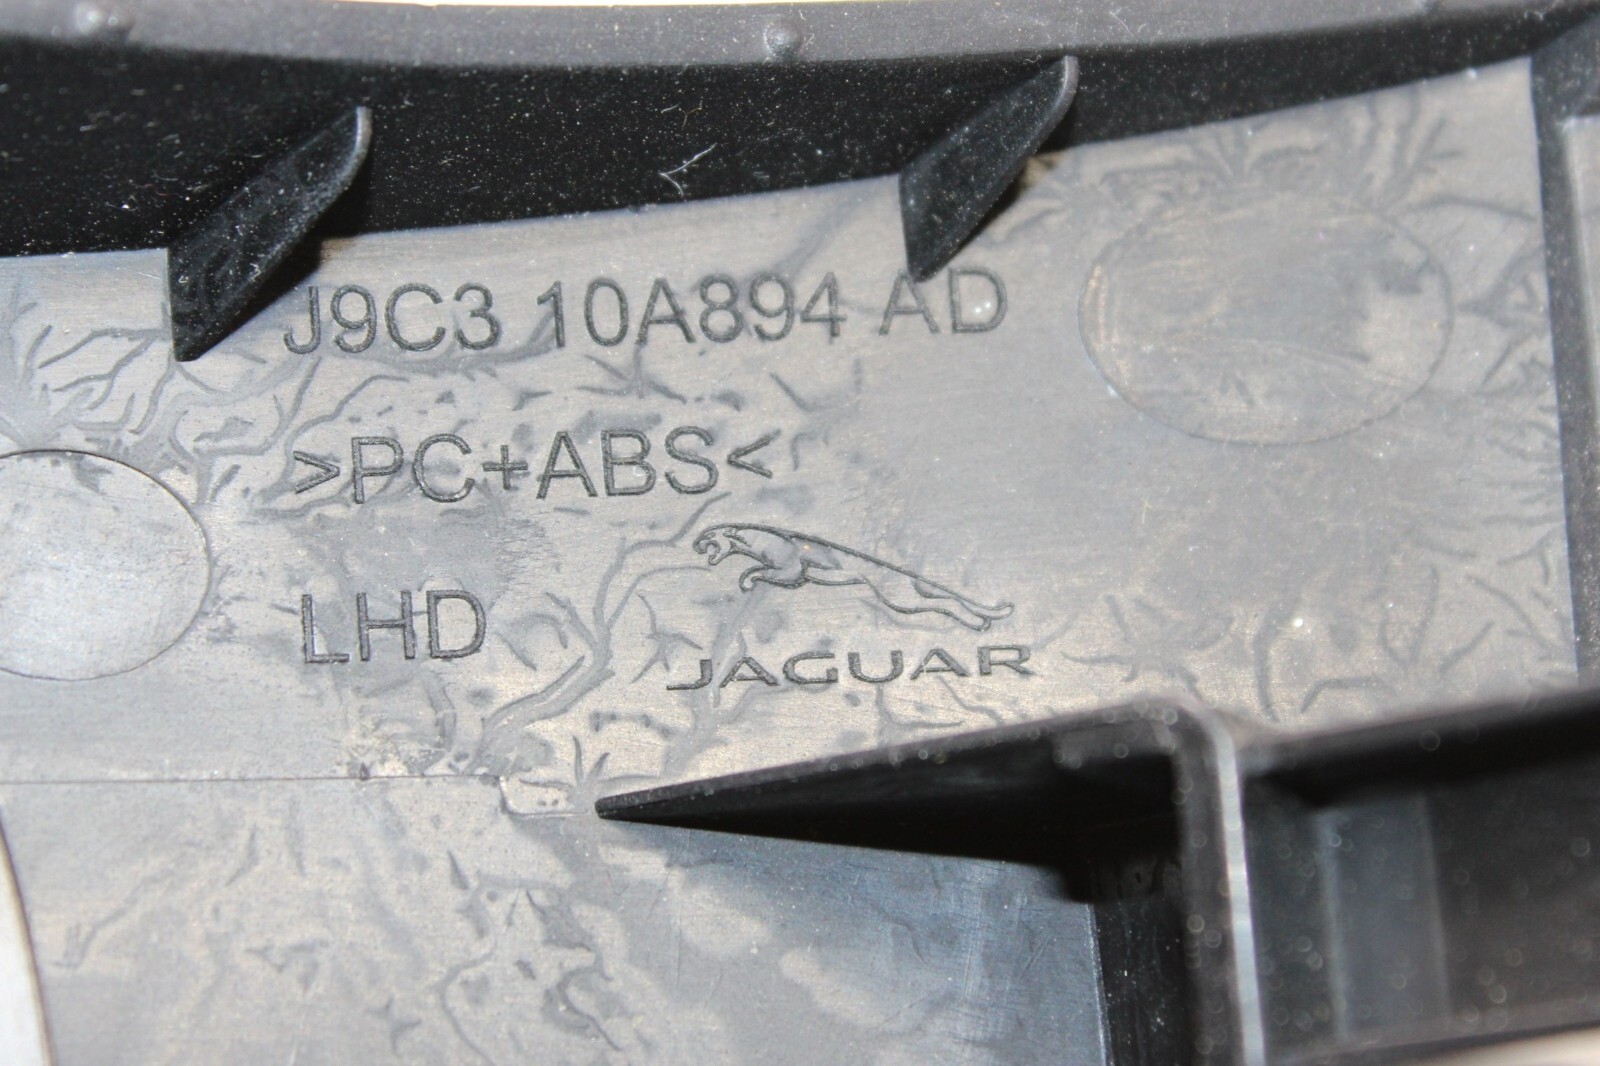 J9C3 10A894 AD
>PC+ABS<
LHD
JAGUAR